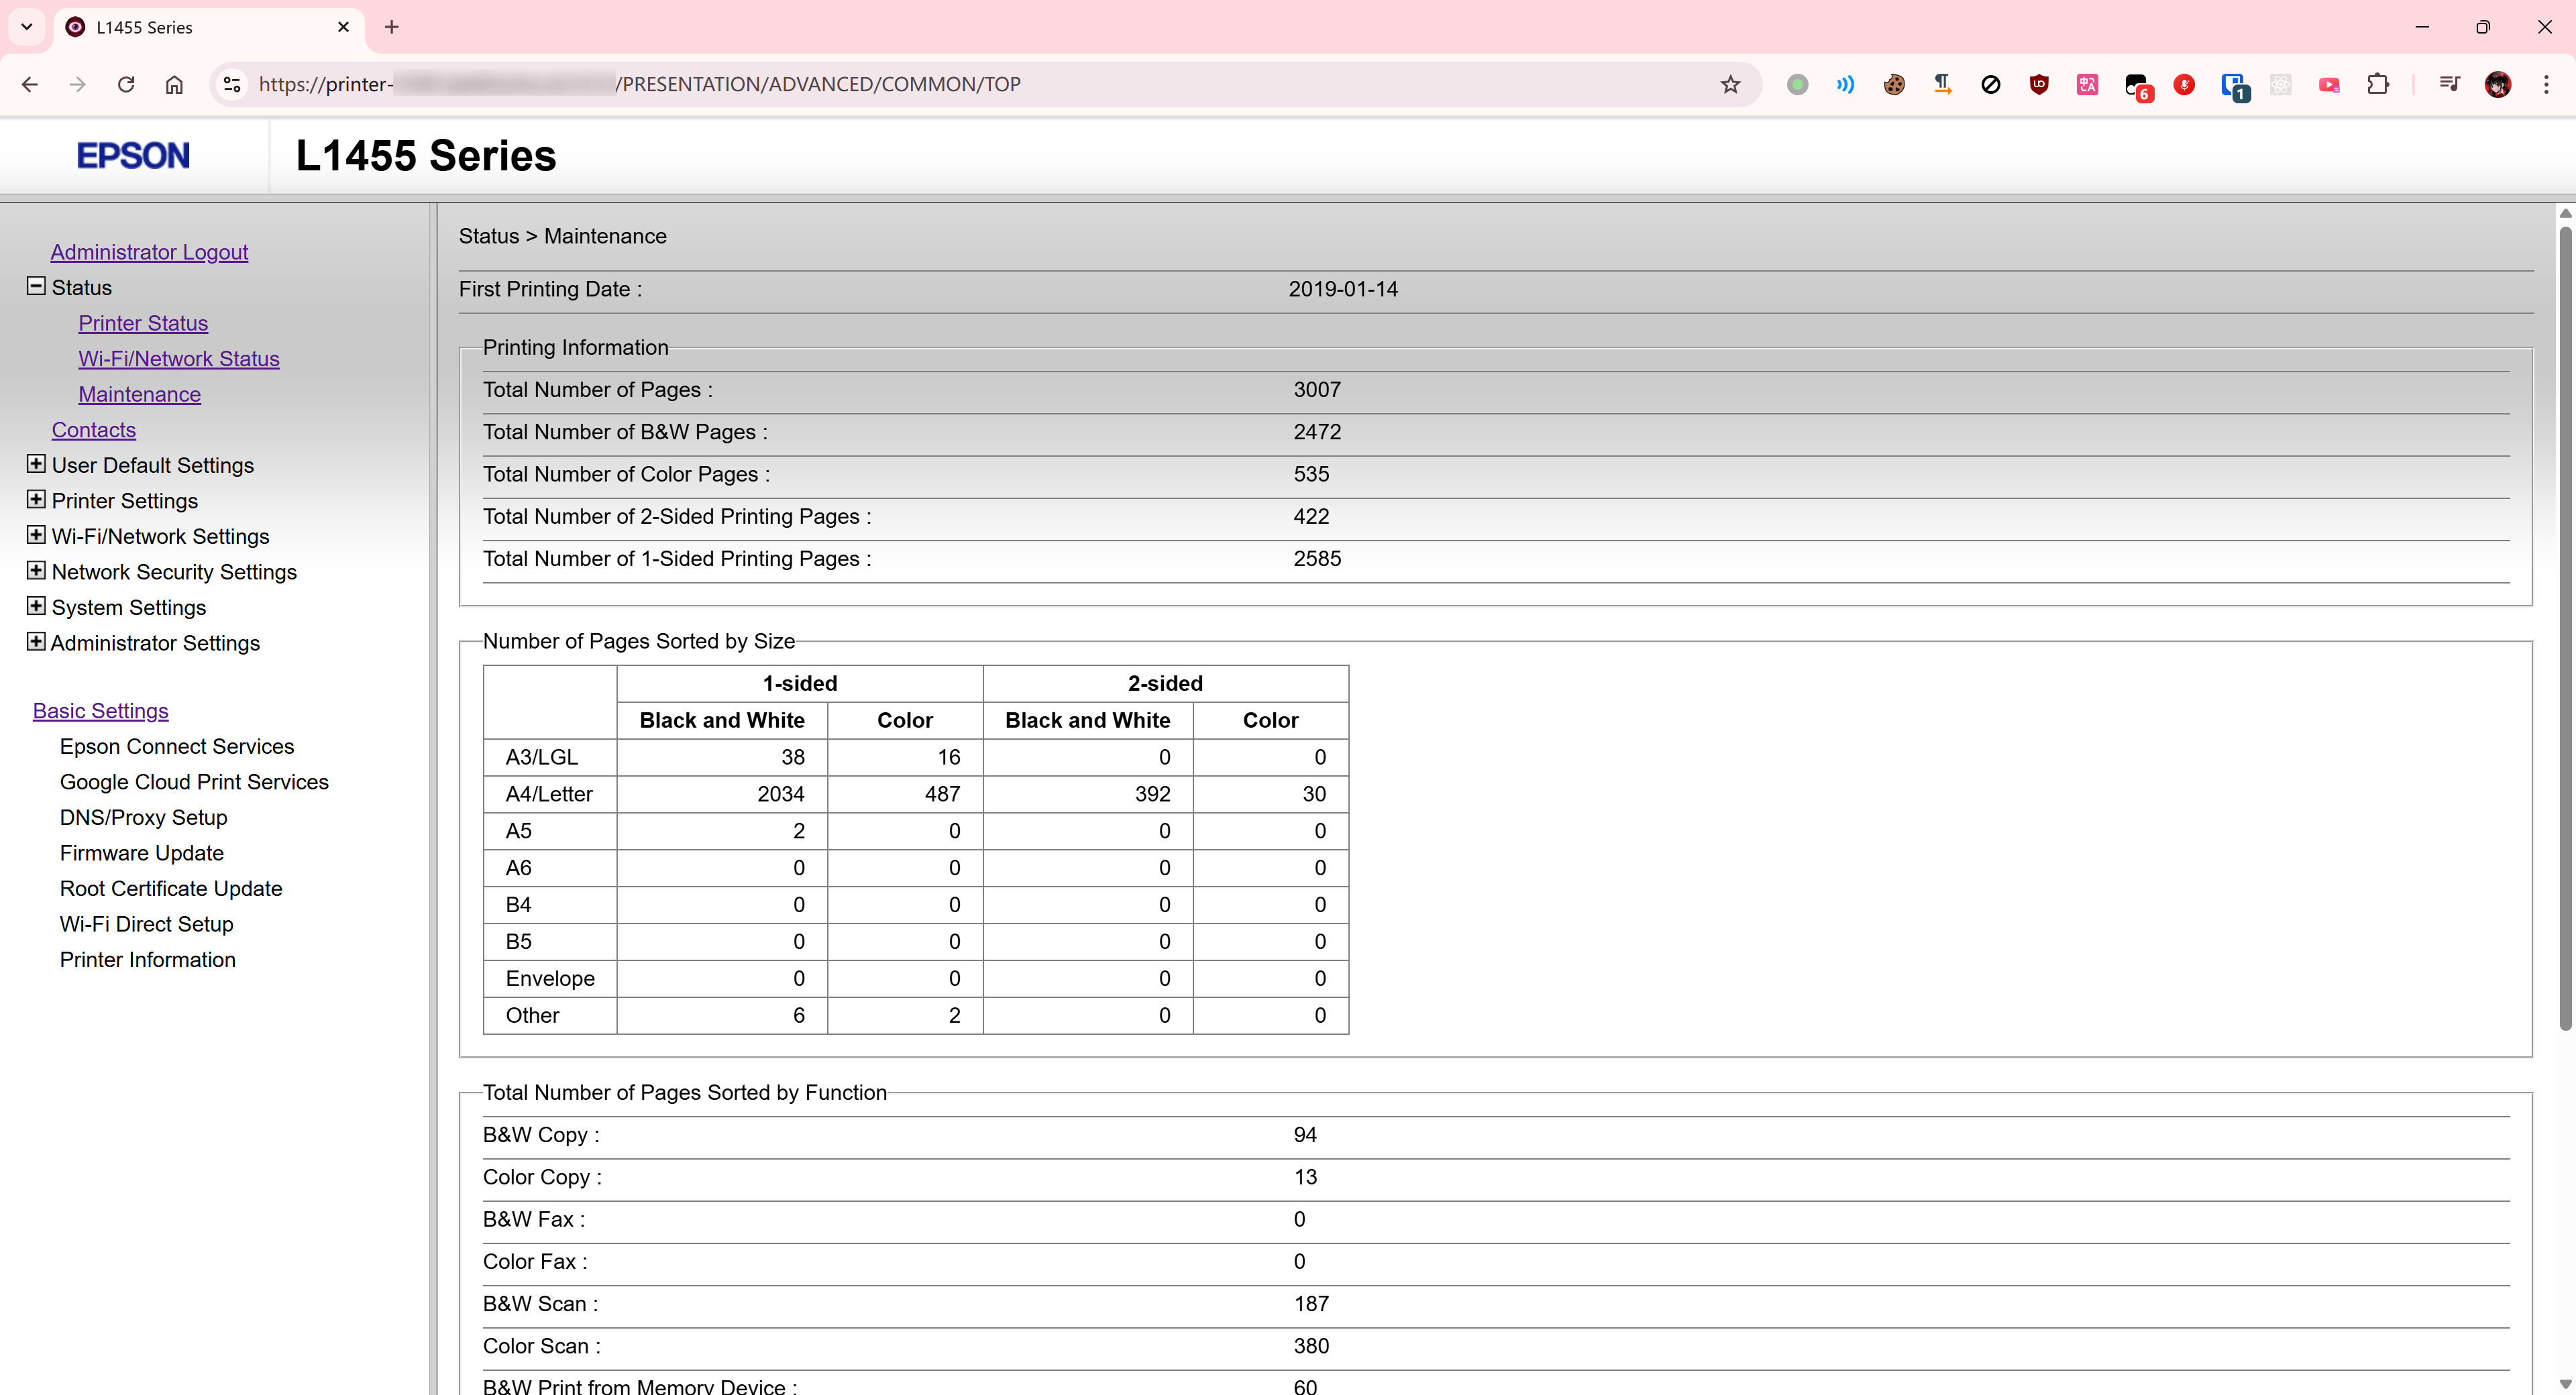 L1455 Series
https://printer-
/PRESENTATION/ADVANCED/COMMON/TOP
6
1
EPSON
L1455 Series
Administrator Logout
Status
Printer Status
Wi-Fi/Network Status
Maintenance
Contacts
User Default Settings
Printer Settings
Wi-Fi/Network Settings
Network Security Settings
System Settings
Administrator Settings
Basic Settings
Epson Connect Services
Google Cloud Print Services
DNS/Proxy Setup
Firmware Update
Root Certificate Update
Wi-Fi Direct Setup
Printer Information
Status > Maintenance
First Printing Date : 2019-01-14
Printing Information
Total Number of Pages : 3007
Total Number of B&W Pages : 2472
Total Number of Color Pages : 535
Total Number of 2-Sided Printing Pages : 422
Total Number of 1-Sided Printing Pages : 2585
Number of Pages Sorted by Size
1-sided 2-sided
Black and White Color Black and White Color
A3/LGL 38 16 0 0
A4/Letter 2034 487 392 30
A5 2 0 0 0
A6 0 0 0 0
B4 0 0 0 0
B5 0 0 0 0
Envelope 0 0 0 0
Other 6 2 0 0
Total Number of Pages Sorted by Function
B&W Copy : 94
Color Copy : 13
B&W Fax : 0
Color Fax : 0
B&W Scan : 187
Color Scan : 380
B&W Print from Memory Device : 60